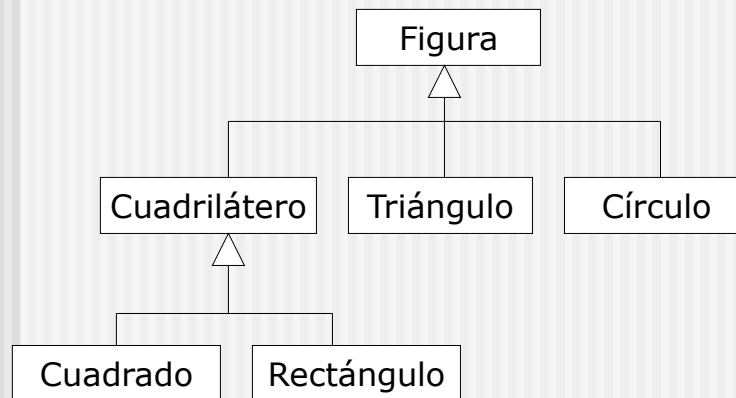 Figura
Cuadrilátero
Triángulo
Círculo
Cuadrado
Rectángulo